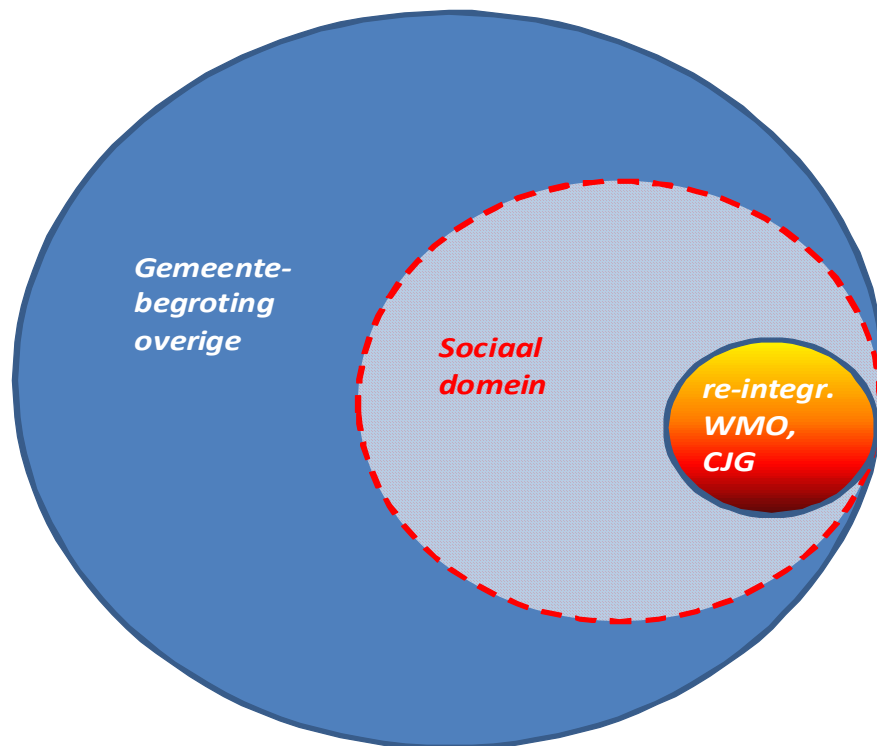 Gemeente-
begroting
overige
Sociaal
domein
re-integr.
WMO,
CJG